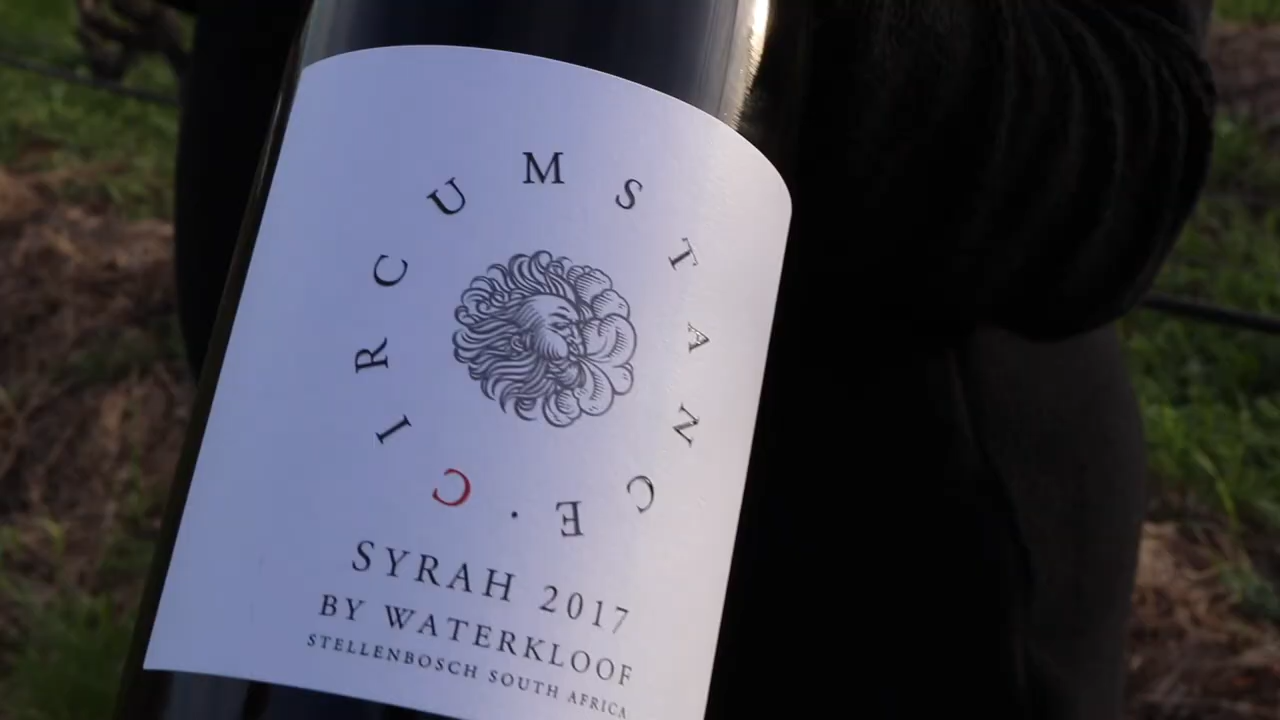 CIRCUMSTANCE.
SYRAH 2017
BY WATERKLOOF
STELLENBOSCH SOUTH AFRICA